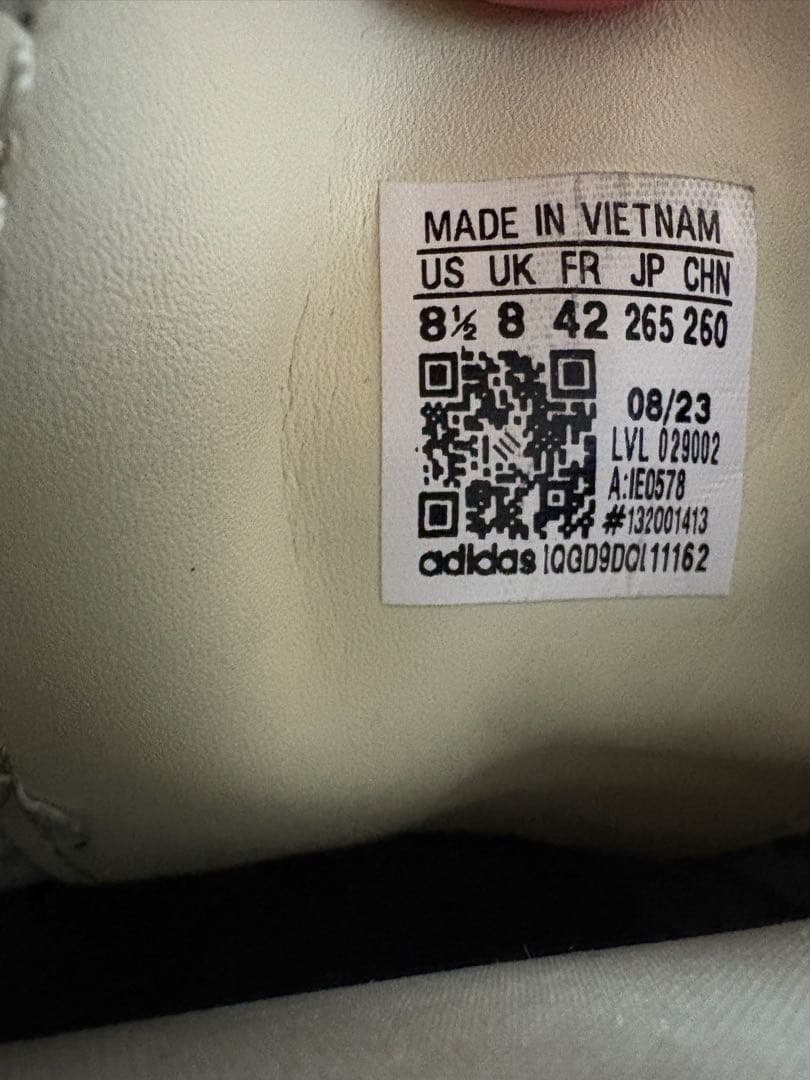 MADE IN VIETNAM
US UK FR JP CHN
8½ 8 42 265 260
08/23
LVL 029002
A:IE0578
#132001413
adidas IQGD9DQL11162